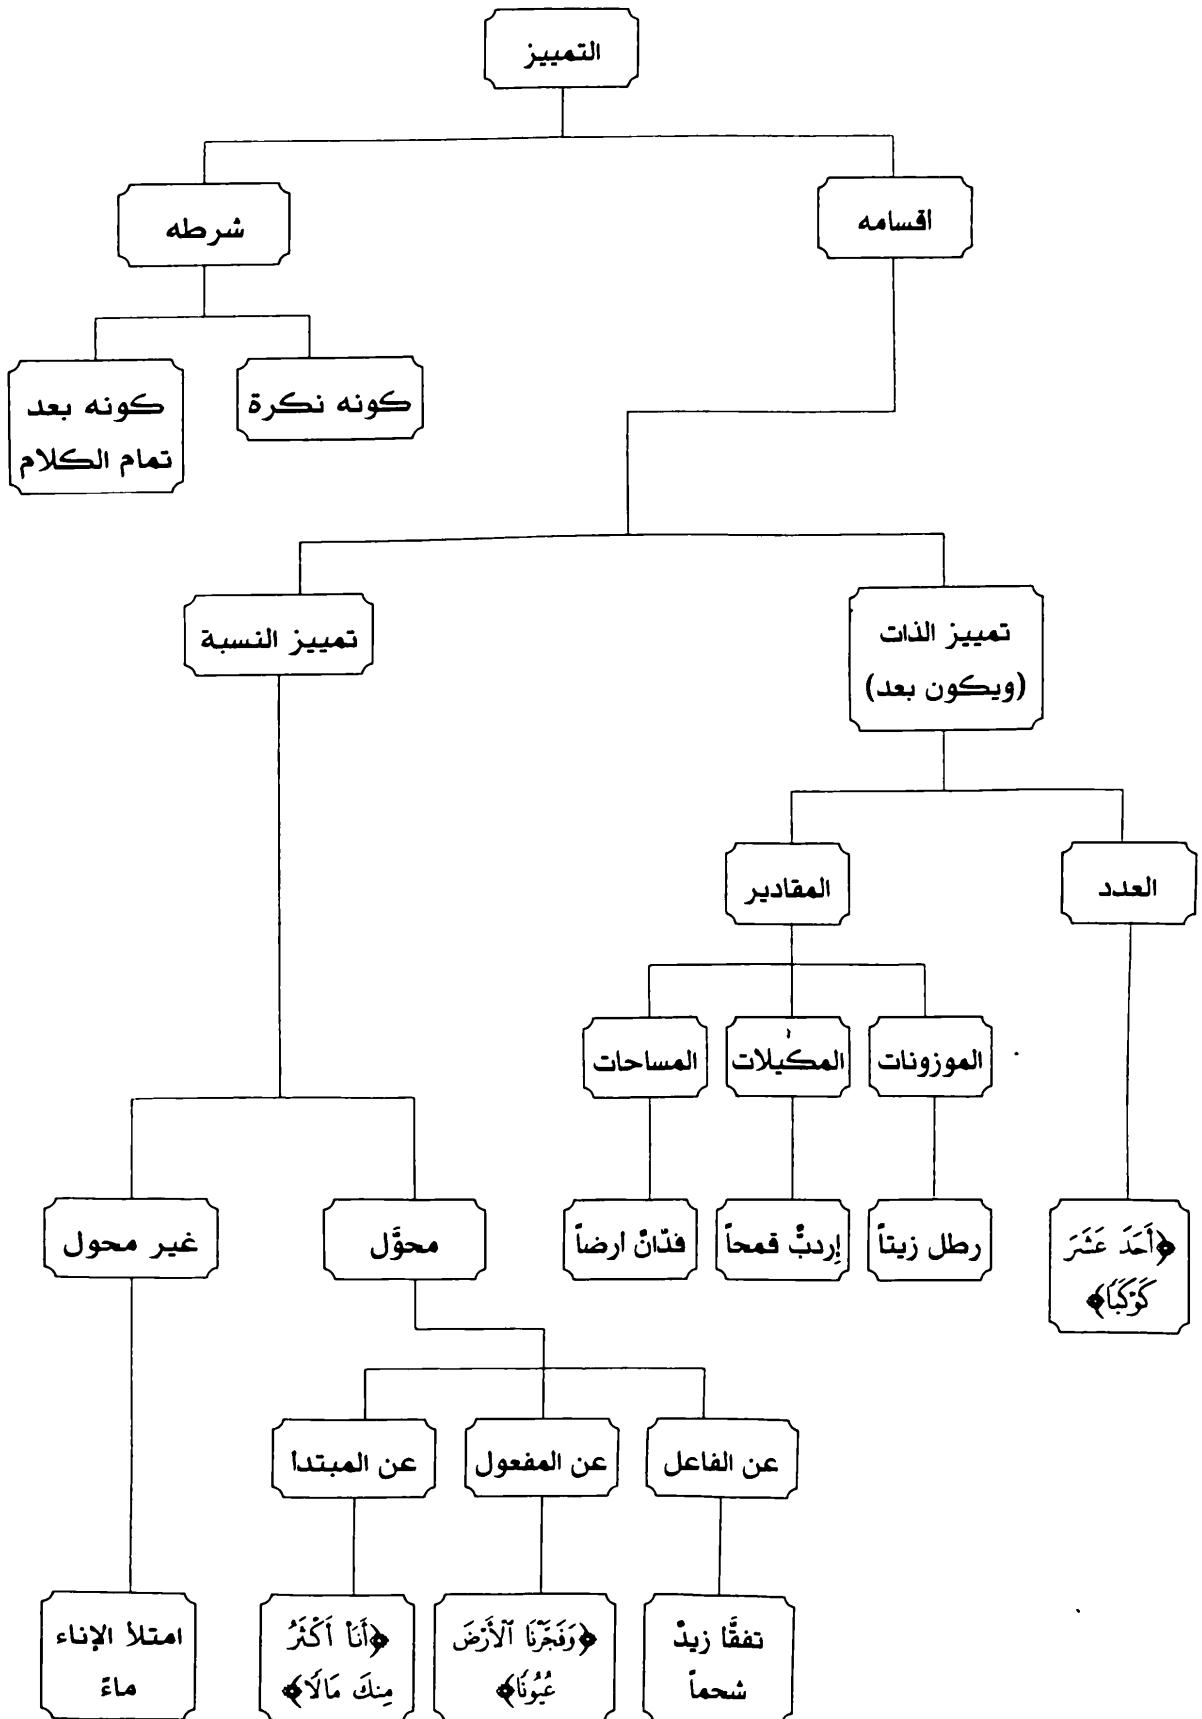 التمييز
اقسامه
شرطه
كونه نكرة
كونه بعد
تمام الكلام
تمييز الذات
(ويكون بعد)
تمييز النسبة
العدد
المقادير
الموزونات
المكيلات
المساحات
﴿أَحَدَ عَشَرَ
كَوْكَبًا﴾
رطل زيتاً
إردبٌّ قمحاً
فدّانٌ ارضاً
محوَّل
غير محول
عن الفاعل
عن المفعول
عن المبتدا
تفقَّا زيدٌ
شحماً
﴿وَفَجَّرْنَا ٱلْأَرْضَ
عُيُونًا﴾
﴿أَنَا۠ أَكْثَرُ
مِنكَ مَالًا﴾
امتلا الإناء
ماءً